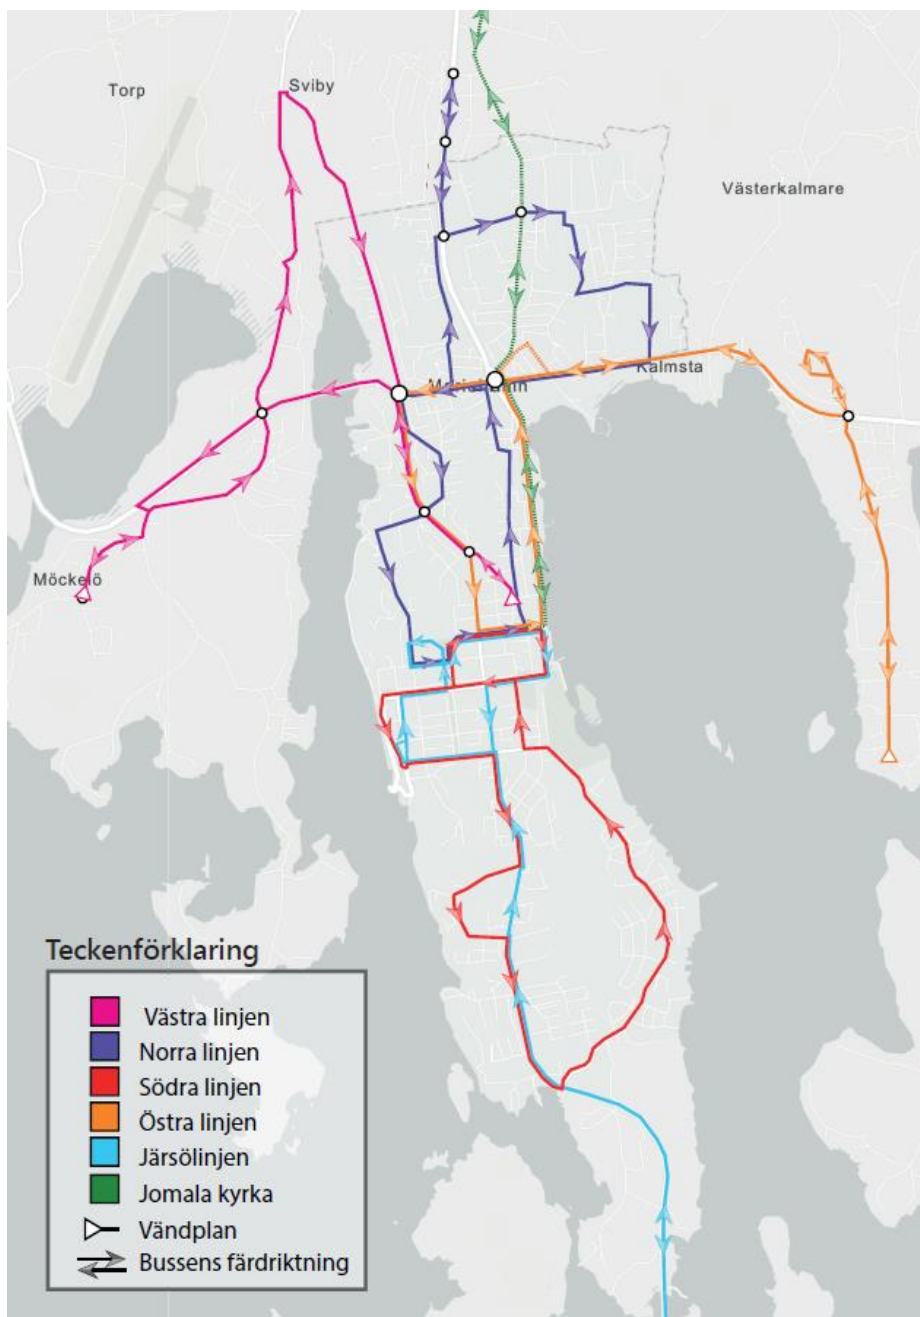 Sviby
Torp
Västerkalmare
Kalmsta
Möckelö
Teckenförklaring
Västra linjen
Norra linjen
Södra linjen
Östra linjen
Järsölinjen
Jomala kyrka
Vändplan
Bussens färdriktning